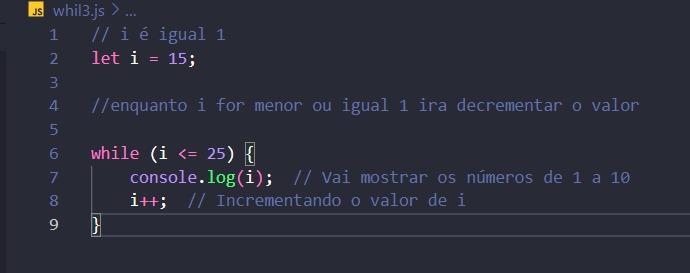 JS whil3.js > ...
1 // i é igual 1
2 let i = 15;
3
4 //enquanto i for menor ou igual 1 ira decrementar o valor
5
6 while (i <= 25) {
7 console.log(i); // Vai mostrar os números de 1 a 10
8 i++; // Incrementando o valor de i
9 }